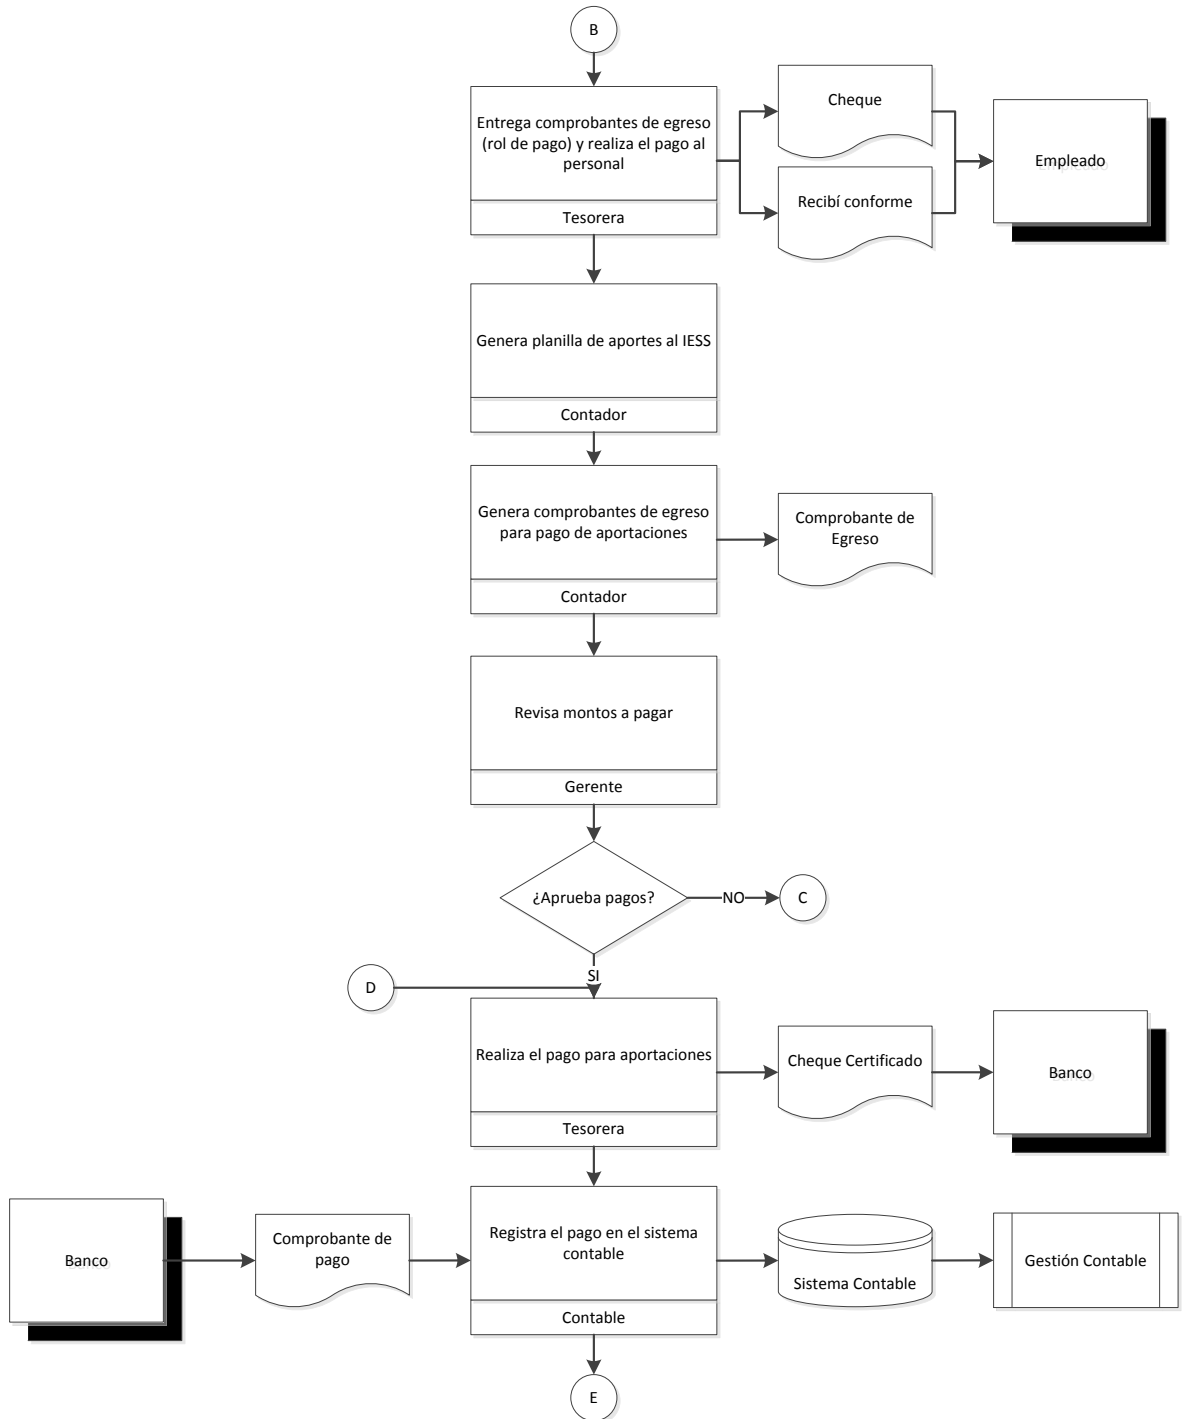 B
Entrega comprobantes de egreso
(rol de pago) y realiza el pago al
personal
Tesorera
Cheque
Recibí conforme
Empleado
Genera planilla de aportes al IESS
Contador
Genera comprobantes de egreso
para pago de aportaciones
Contador
Comprobante de
Egreso
Revisa montos a pagar
Gerente
¿Aprueba pagos?
NO
C
SI
D
Realiza el pago para aportaciones
Tesorera
Cheque Certificado
Banco
Banco
Comprobante de
pago
Registra el pago en el sistema
contable
Contable
Sistema Contable
Gestión Contable
E